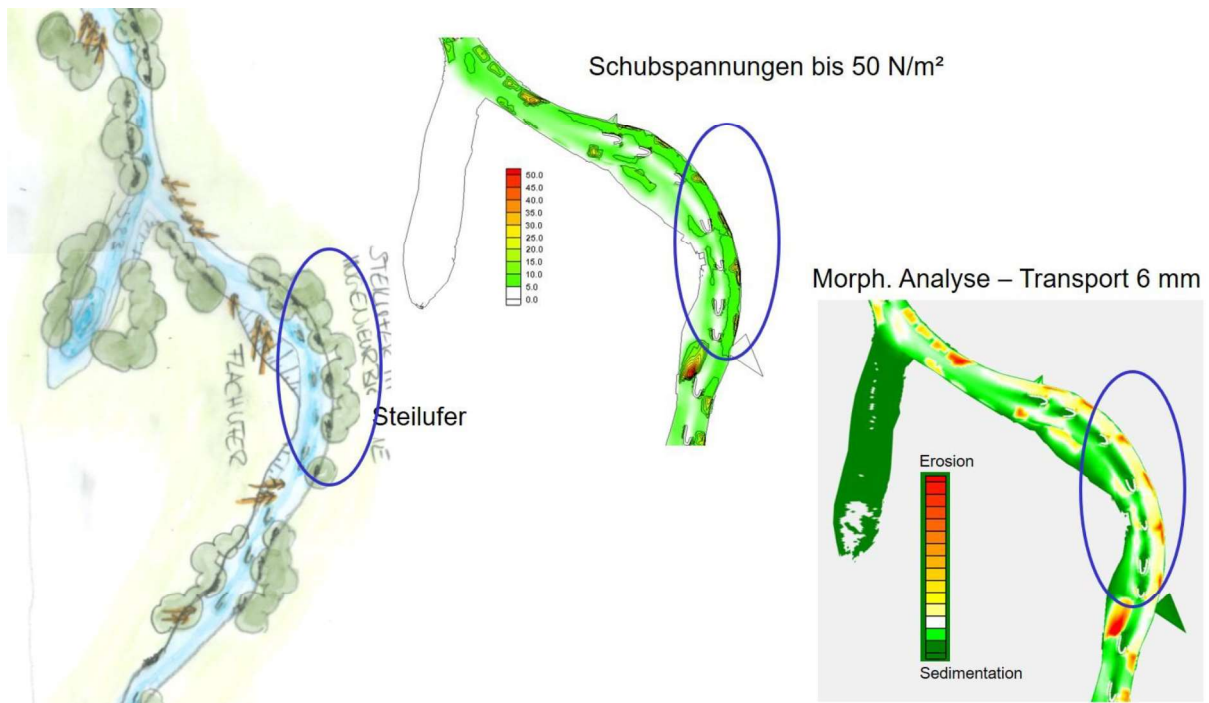 Schubspannungen bis 50 N/m²
50.0
45.0
40.0
35.0
30.0
25.0
20.0
15.0
10.0
5.0
0.0
Morph. Analyse – Transport 6 mm
Erosion
Sedimentation
Steilufer
FLACHUFER